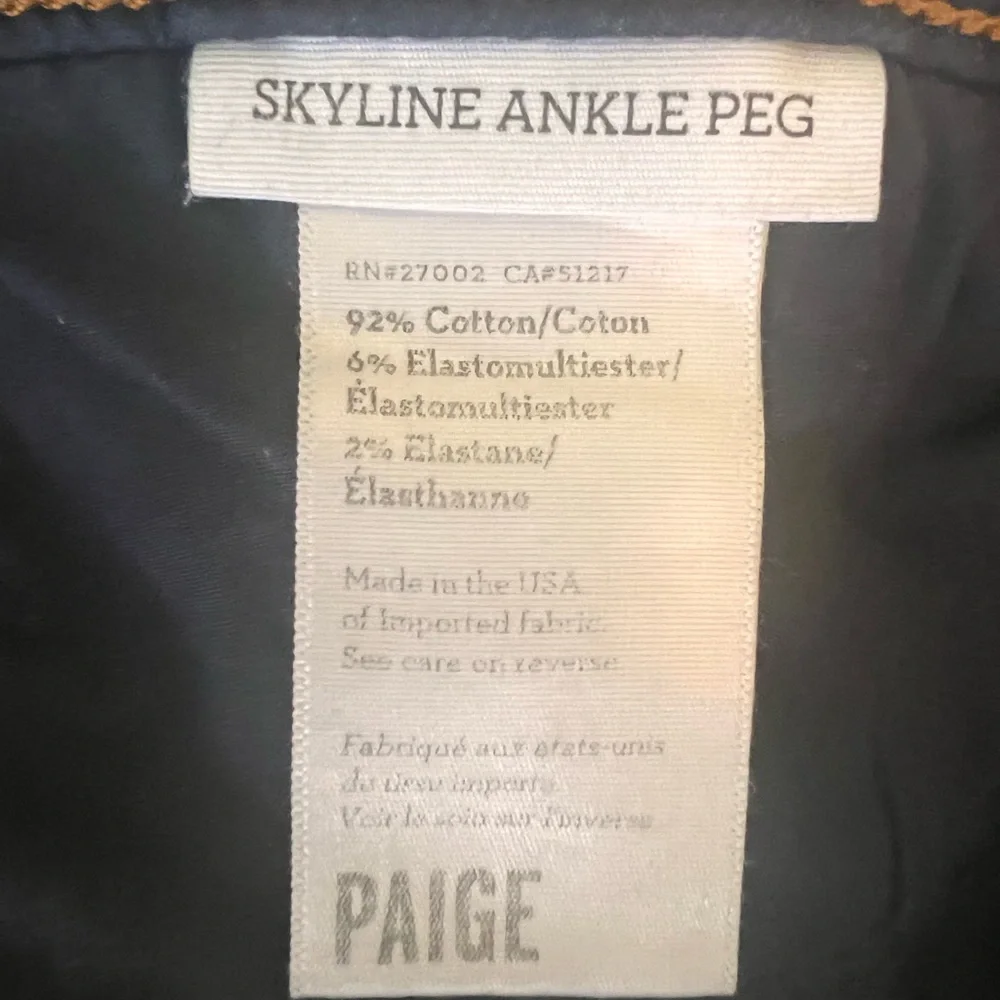 SKYLINE ANKLE PEG
RN#27002 CA#51217
92% Cotton/Coton
6% Elastomultiester/
Élastomultiester
2% Elastane/
Élasthanne
Made in the USA
of Imported fabric.
See care on reverse
Fabriqué aux états-unis
du tissu importe
Voir le soin sur l'inverse
PAIGE